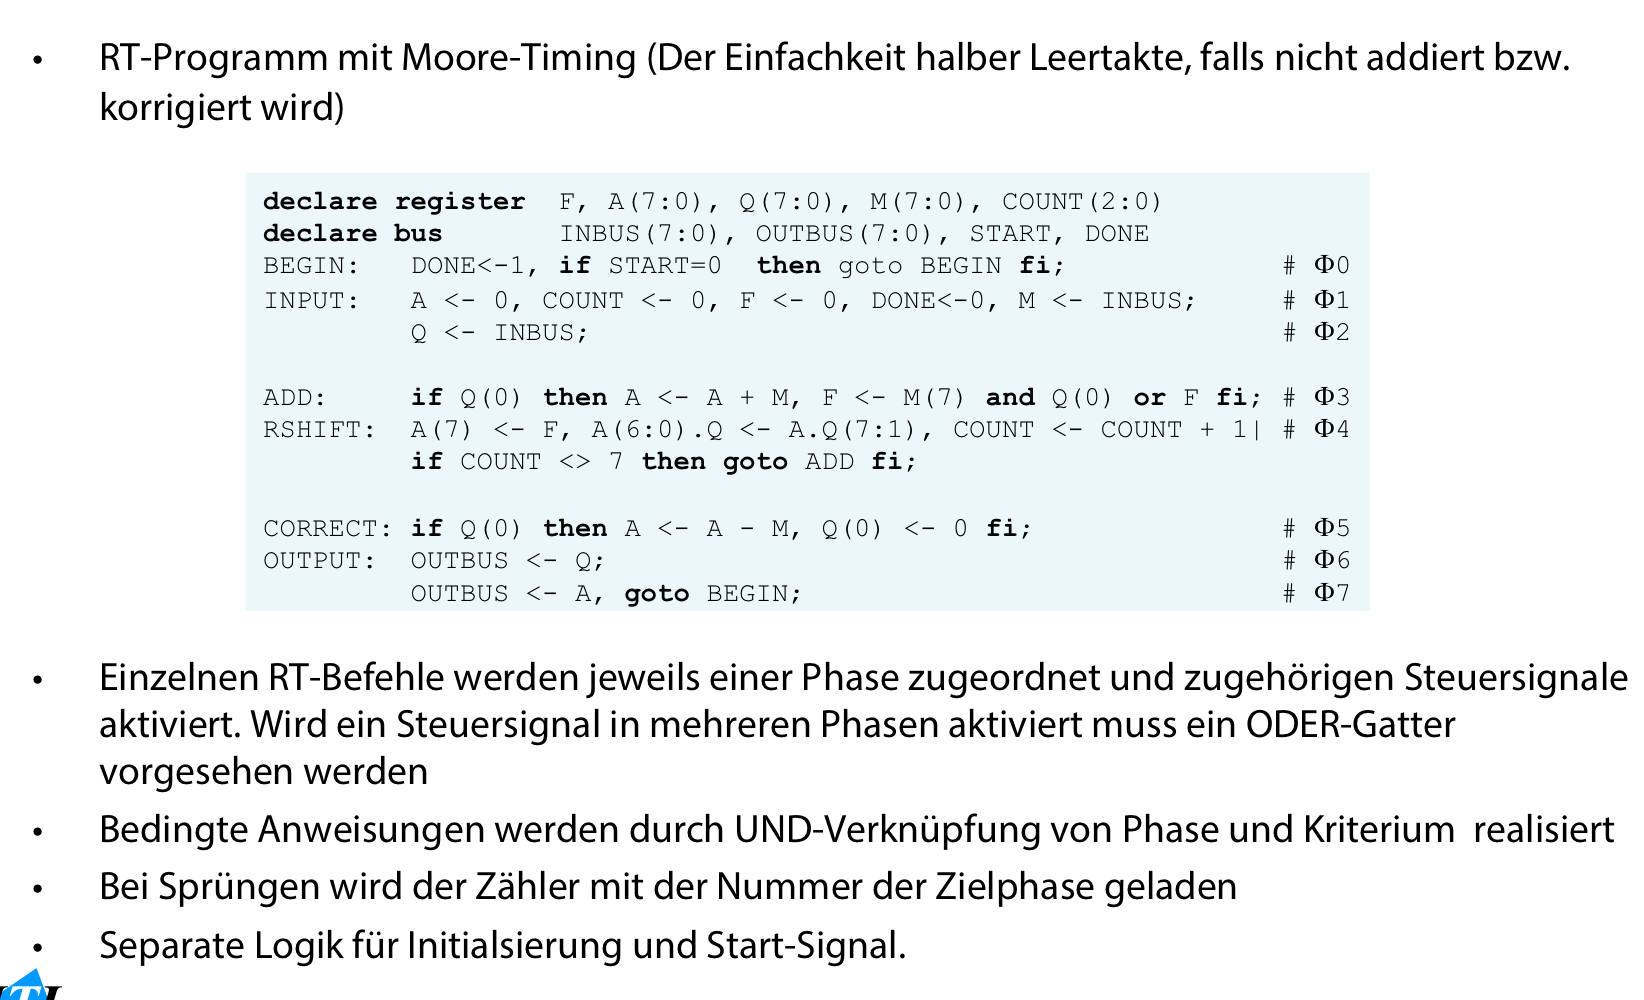 • RT-Programm mit Moore-Timing (Der Einfachkeit halber Leertakte, falls nicht addiert bzw.
korrigiert wird)
declare register F, A(7:0), Q(7:0), M(7:0), COUNT(2:0)
declare bus INBUS(7:0), OUTBUS(7:0), START, DONE
BEGIN: DONE<-1, if START=0 then goto BEGIN fi; # Φ0
INPUT: A <- 0, COUNT <- 0, F <- 0, DONE<-0, M <- INBUS; # Φ1
Q <- INBUS; # Φ2
ADD: if Q(0) then A <- A + M, F <- M(7) and Q(0) or F fi; # Φ3
RSHIFT: A(7) <- F, A(6:0).Q <- A.Q(7:1), COUNT <- COUNT + 1| # Φ4
if COUNT <> 7 then goto ADD fi;
CORRECT: if Q(0) then A <- A - M, Q(0) <- 0 fi; # Φ5
OUTPUT: OUTBUS <- Q; # Φ6
OUTBUS <- A, goto BEGIN; # Φ7
• Einzelnen RT-Befehle werden jeweils einer Phase zugeordnet und zugehörigen Steuersignale
aktiviert. Wird ein Steuersignal in mehreren Phasen aktiviert muss ein ODER-Gatter
vorgesehen werden
• Bedingte Anweisungen werden durch UND-Verknüpfung von Phase und Kriterium realisiert
• Bei Sprüngen wird der Zähler mit der Nummer der Zielphase geladen
• Separate Logik für Initialsierung und Start-Signal.